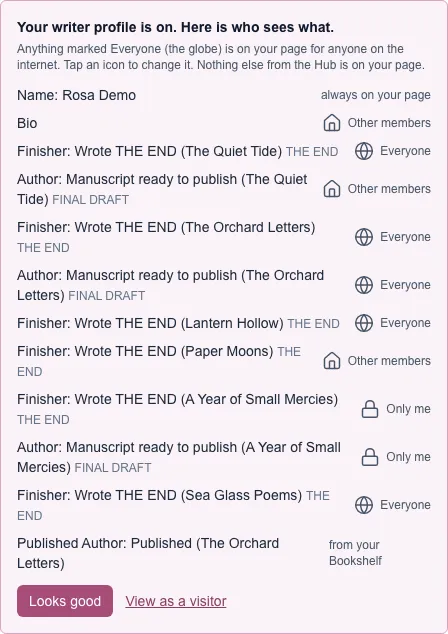 Your writer profile is on. Here is who sees what.
Anything marked Everyone (the globe) is on your page for anyone on the
internet. Tap an icon to change it. Nothing else from the Hub is on your page.
Name: Rosa Demo always on your page
Bio Other members
Finisher: Wrote THE END (The Quiet Tide) THE END Everyone
Author: Manuscript ready to publish (The Quiet
Tide) FINAL DRAFT Other members
Finisher: Wrote THE END (The Orchard Letters)
THE END Everyone
Author: Manuscript ready to publish (The Orchard
Letters) FINAL DRAFT Everyone
Finisher: Wrote THE END (Lantern Hollow) THE END Everyone
Finisher: Wrote THE END (Paper Moons) THE
END Other members
Finisher: Wrote THE END (A Year of Small Mercies)
THE END Only me
Author: Manuscript ready to publish (A Year of Small
Mercies) FINAL DRAFT Only me
Finisher: Wrote THE END (Sea Glass Poems) THE
END Everyone
Published Author: Published (The Orchard
Letters)
from your
Bookshelf
Looks good View as a visitor